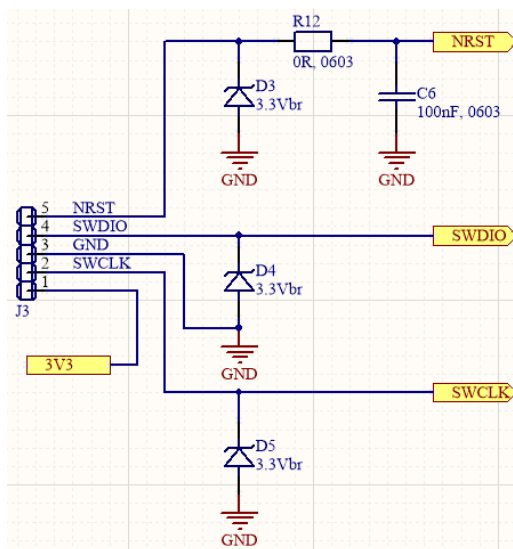 R12
NRST
0R, 0603
D3
3.3Vbr
C6
100nF, 0603
GND
GND
5 NRST
4 SWDIO
SWDIO
3 GND
2 SWCLK
D4
3.3Vbr
1
J3
3V3
GND
SWCLK
D5
3.3Vbr
GND